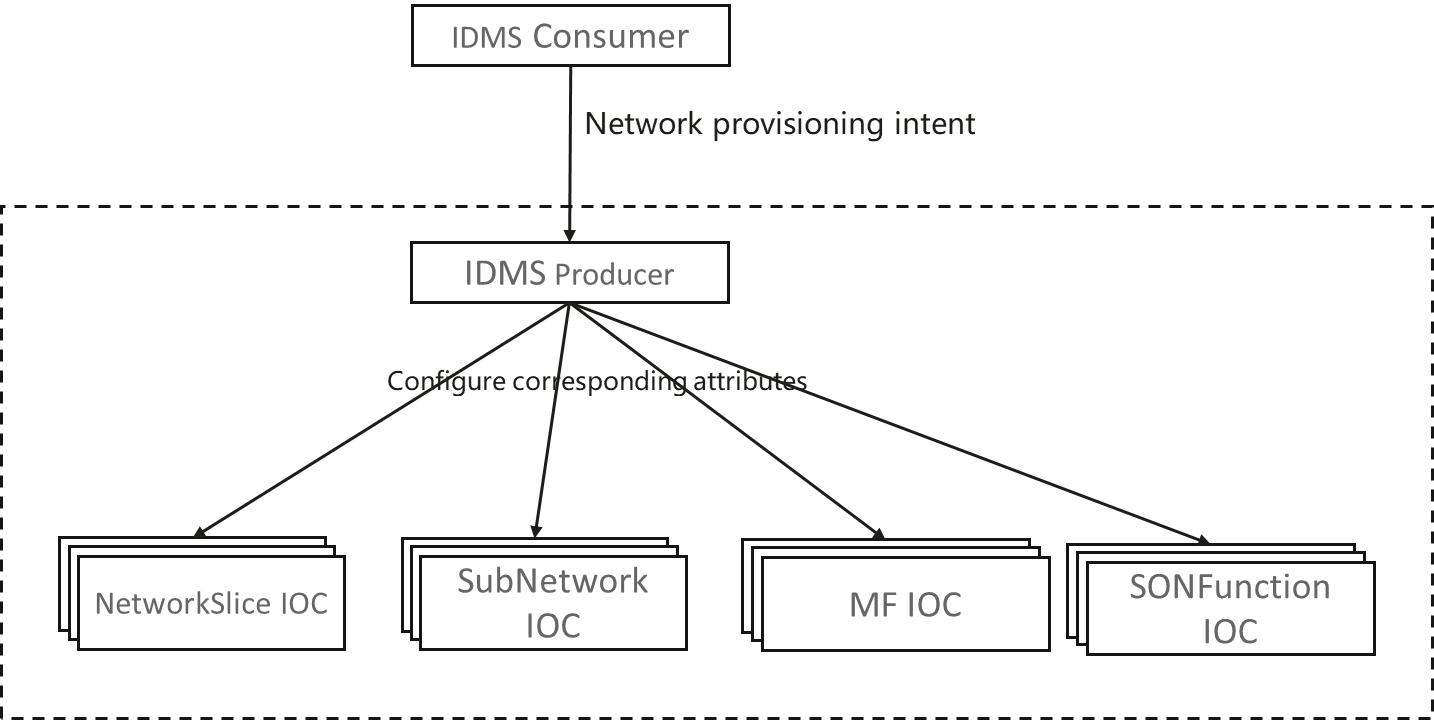 IDMS Consumer
Network provisioning intent
IDMS Producer
Configure corresponding attributes
NetworkSlice IOC
SubNetwork
IOC
MF IOC
SONFunction
IOC